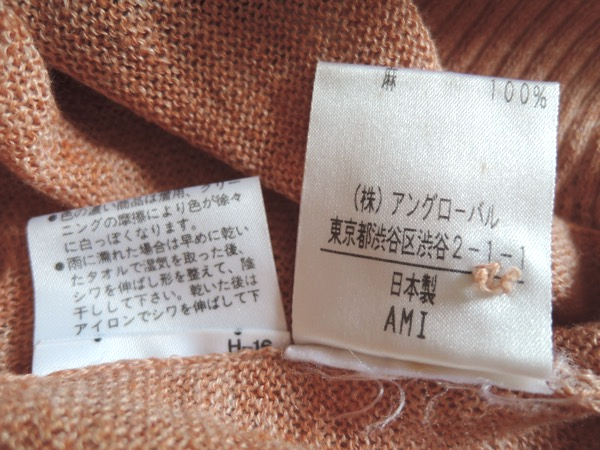 ●色の濃い商品は着用、クリー
ニングの摩擦により色が徐々
に白っぽくなります。
●雨に濡れた場合は早めに乾い
たタオルで湿気を取った後、
シワを伸ばし形を整えて、陰
干しして下さい。乾いた後は
アイロンでシワを伸ばして下
H-16
麻 100%
(株) アングローバル
東京都渋谷区渋谷2-1-1
日本製
AMI